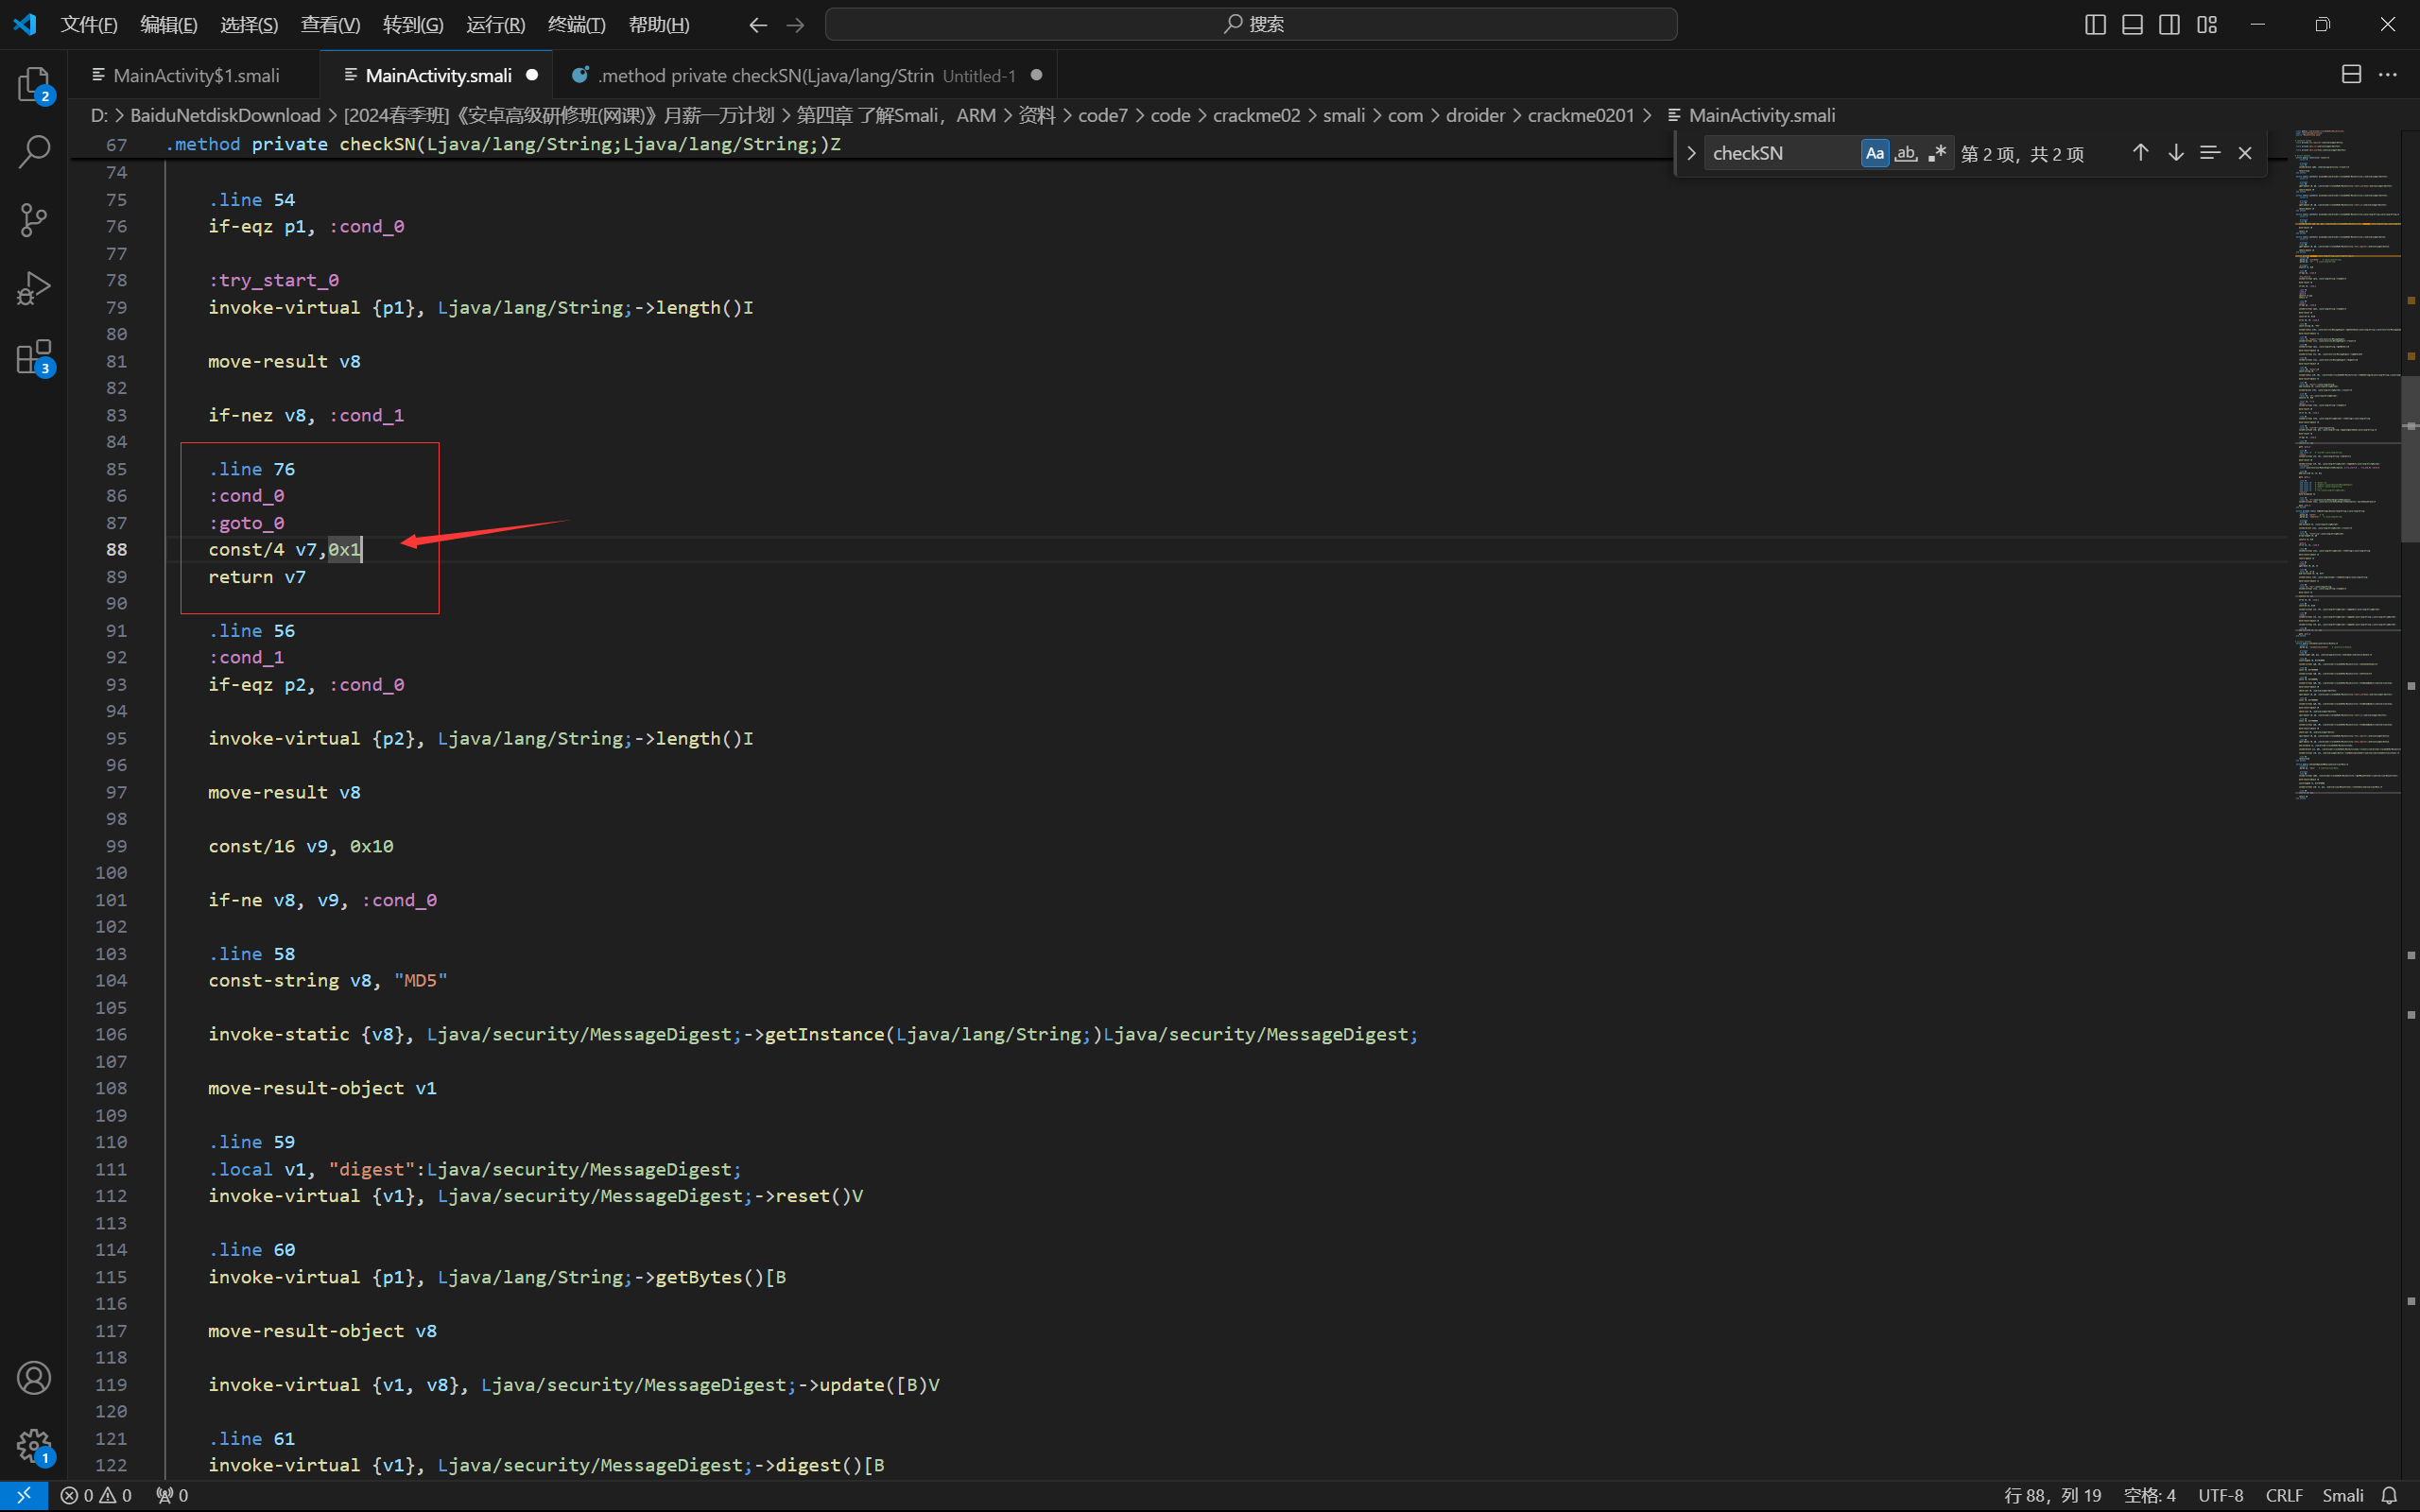 文件(F) 编辑(E) 选择(S) 查看(V) 转到(G) 运行(R) 终端(T) 帮助(H) 搜索
MainActivity$1.smali MainActivity.smali .method private checkSN(Ljava/lang/Strin Untitled-1
D: > BaiduNetdiskDownload > [2024春季班]《安卓高级研修班(网课)》月薪一万计划 > 第四章 了解Smali，ARM > 资料 > code7 > code > crackme02 > smali > com > droider > crackme0201 > MainActivity.smali
67 .method private checkSN(Ljava/lang/String;Ljava/lang/String;)Z
checkSN Aa ab .* 第 2 项，共 2 项
74
75 .line 54
76 if-eqz p1, :cond_0
77
78 :try_start_0
79 invoke-virtual {p1}, Ljava/lang/String;->length()I
80
81 move-result v8
82
83 if-nez v8, :cond_1
84
85 .line 76
86 :cond_0
87 :goto_0
88 const/4 v7,0x1
89 return v7
90
91 .line 56
92 :cond_1
93 if-eqz p2, :cond_0
94
95 invoke-virtual {p2}, Ljava/lang/String;->length()I
96
97 move-result v8
98
99 const/16 v9, 0x10
100
101 if-ne v8, v9, :cond_0
102
103 .line 58
104 const-string v8, "MD5"
105
106 invoke-static {v8}, Ljava/security/MessageDigest;->getInstance(Ljava/lang/String;)Ljava/security/MessageDigest;
107
108 move-result-object v1
109
110 .line 59
111 .local v1, "digest":Ljava/security/MessageDigest;
112 invoke-virtual {v1}, Ljava/security/MessageDigest;->reset()V
113
114 .line 60
115 invoke-virtual {p1}, Ljava/lang/String;->getBytes()[B
116
117 move-result-object v8
118
119 invoke-virtual {v1, v8}, Ljava/security/MessageDigest;->update([B)V
120
121 .line 61
122 invoke-virtual {v1}, Ljava/security/MessageDigest;->digest()[B
2
3
1
0 0 0 行 88，列 19 空格: 4 UTF-8 CRLF Smali